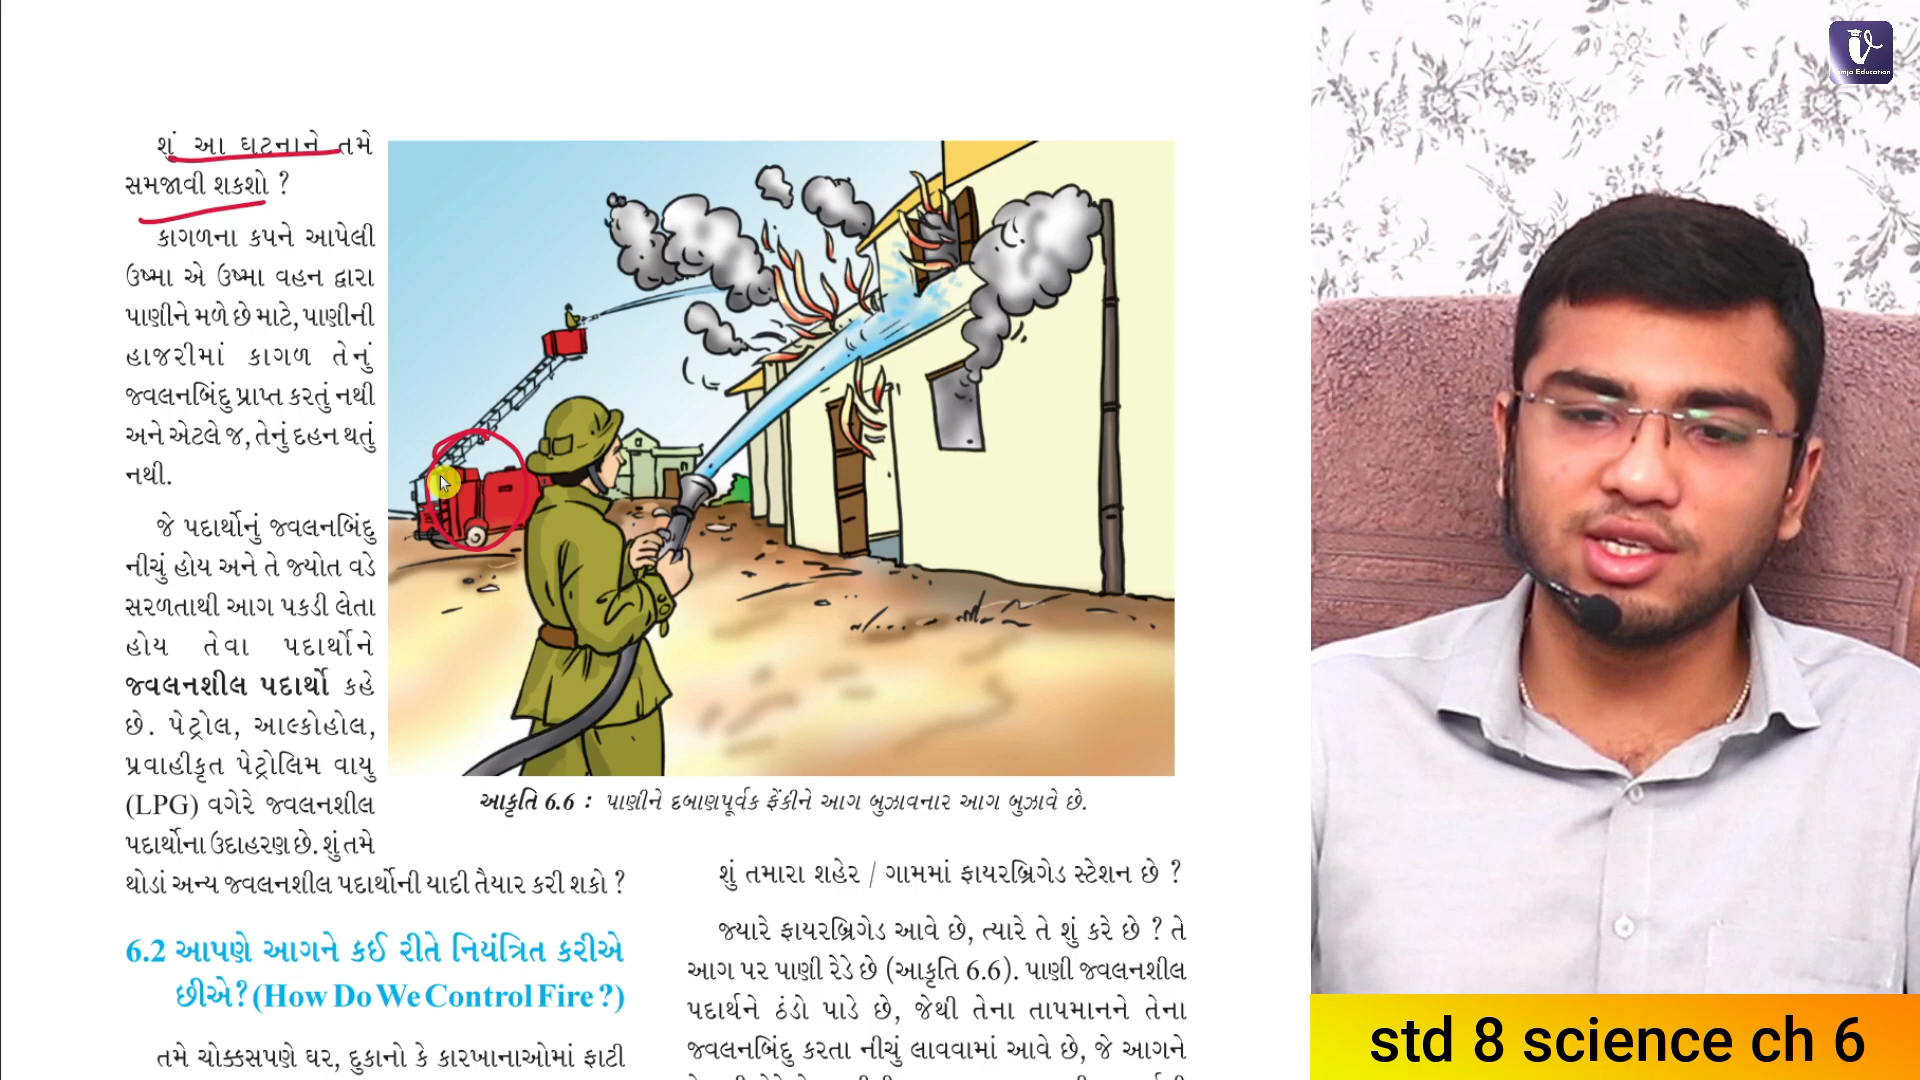 શું આ ઘટનાને તમે
સમજાવી શકશો ?
કાગળના કપને આપેલી
ઉષ્મા એ ઉષ્મા વહન દ્વારા
પાણીને મળે છે માટે, પાણીની
હાજરીમાં કાગળ તેનું
જ્વલનબિંદુ પ્રાપ્ત કરતું નથી
અને એટલે જ, તેનું દહન થતું
નથી.
જે પદાર્થોનું જ્વલનબિંદુ
નીચું હોય અને તે જ્યોત વડે
સરળતાથી આગ પકડી લેતા
હોય તેવા પદાર્થોને
જ્વલનશીલ પદાર્થો કહે
છે. પેટ્રોલ, આલ્કોહોલ,
પ્રવાહીકૃત પેટ્રોલિમ વાયુ
(LPG) વગેરે જ્વલનશીલ
પદાર્થોના ઉદાહરણ છે. શું તમે
થોડાં અન્ય જ્વલનશીલ પદાર્થોની યાદી તૈયાર કરી શકો ?
6.2 આપણે આગને કઈ રીતે નિયંત્રિત કરીએ
છીએ? (How Do We Control Fire ?)
તમે ચોક્કસપણે ઘર, દુકાનો કે કારખાનાઓમાં ફાટી
આકૃતિ 6.6 : પાણીને દબાણપૂર્વક ફેંકીને આગ બુઝાવનાર આગ બુઝાવે છે.
શું તમારા શહેર / ગામમાં ફાયરબ્રિગેડ સ્ટેશન છે ?
જ્યારે ફાયરબ્રિગેડ આવે છે, ત્યારે તે શું કરે છે ? તે
આગ પર પાણી રેડે છે (આકૃતિ 6.6). પાણી જ્વલનશીલ
પદાર્થને ઠંડો પાડે છે, જેથી તેના તાપમાનને તેના
જ્વલનબિંદુ કરતા નીચું લાવવામાં આવે છે, જે આગને
Education
std 8 science ch 6